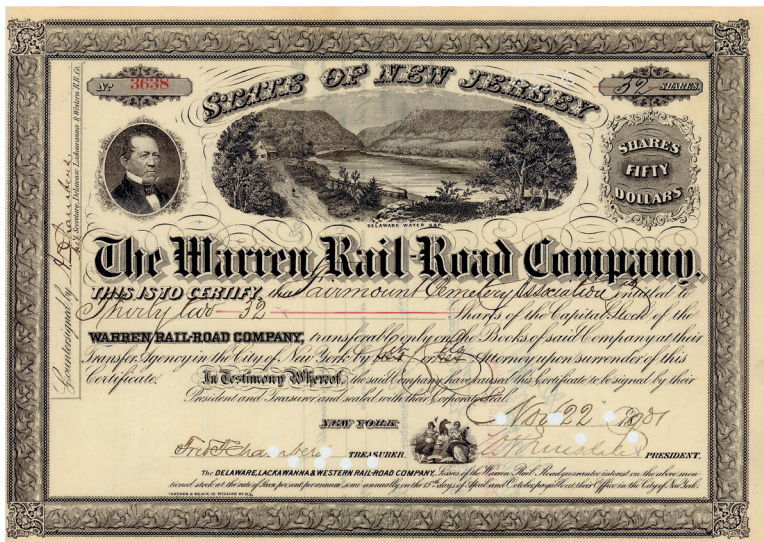 STATE OF NEW JERSEY
Nº 3638
32 SHARES.
SHARES
FIFTY
DOLLARS
DELAWARE WATER GAP.
The Warren Rail-Road Company.
THIS IS TO CERTIFY, that Fairmount Cemetery Association is entitled to
Thirty two 32 Shares of the Capital Stock of the
WARREN RAIL-ROAD COMPANY, transferable only on the Books of said Company at their
Transfer Agency in the City of New York by its or its Attorney upon surrender of this
Certificate. In Testimony Whereof, the said Company have caused this Certificate to be signed by their
President and Treasurer and sealed with their Corporate Seal.
NEW YORK Nov 22 1901
Fred F Chambers TREASURER. PRESIDENT.
The DELAWARE, LACKAWANNA & WESTERN RAIL-ROAD COMPANY, Lessees of the Warren Rail-Road guarantee interest on the above men
tioned stock at the rate of seven per cent per annum semi annually on the 15th days of April and October payable at their Office in the City of New York.
Countersigned by F F Chambers
Sec'y. Secretary, Delaware Lackawanna & Western R.R. Co.